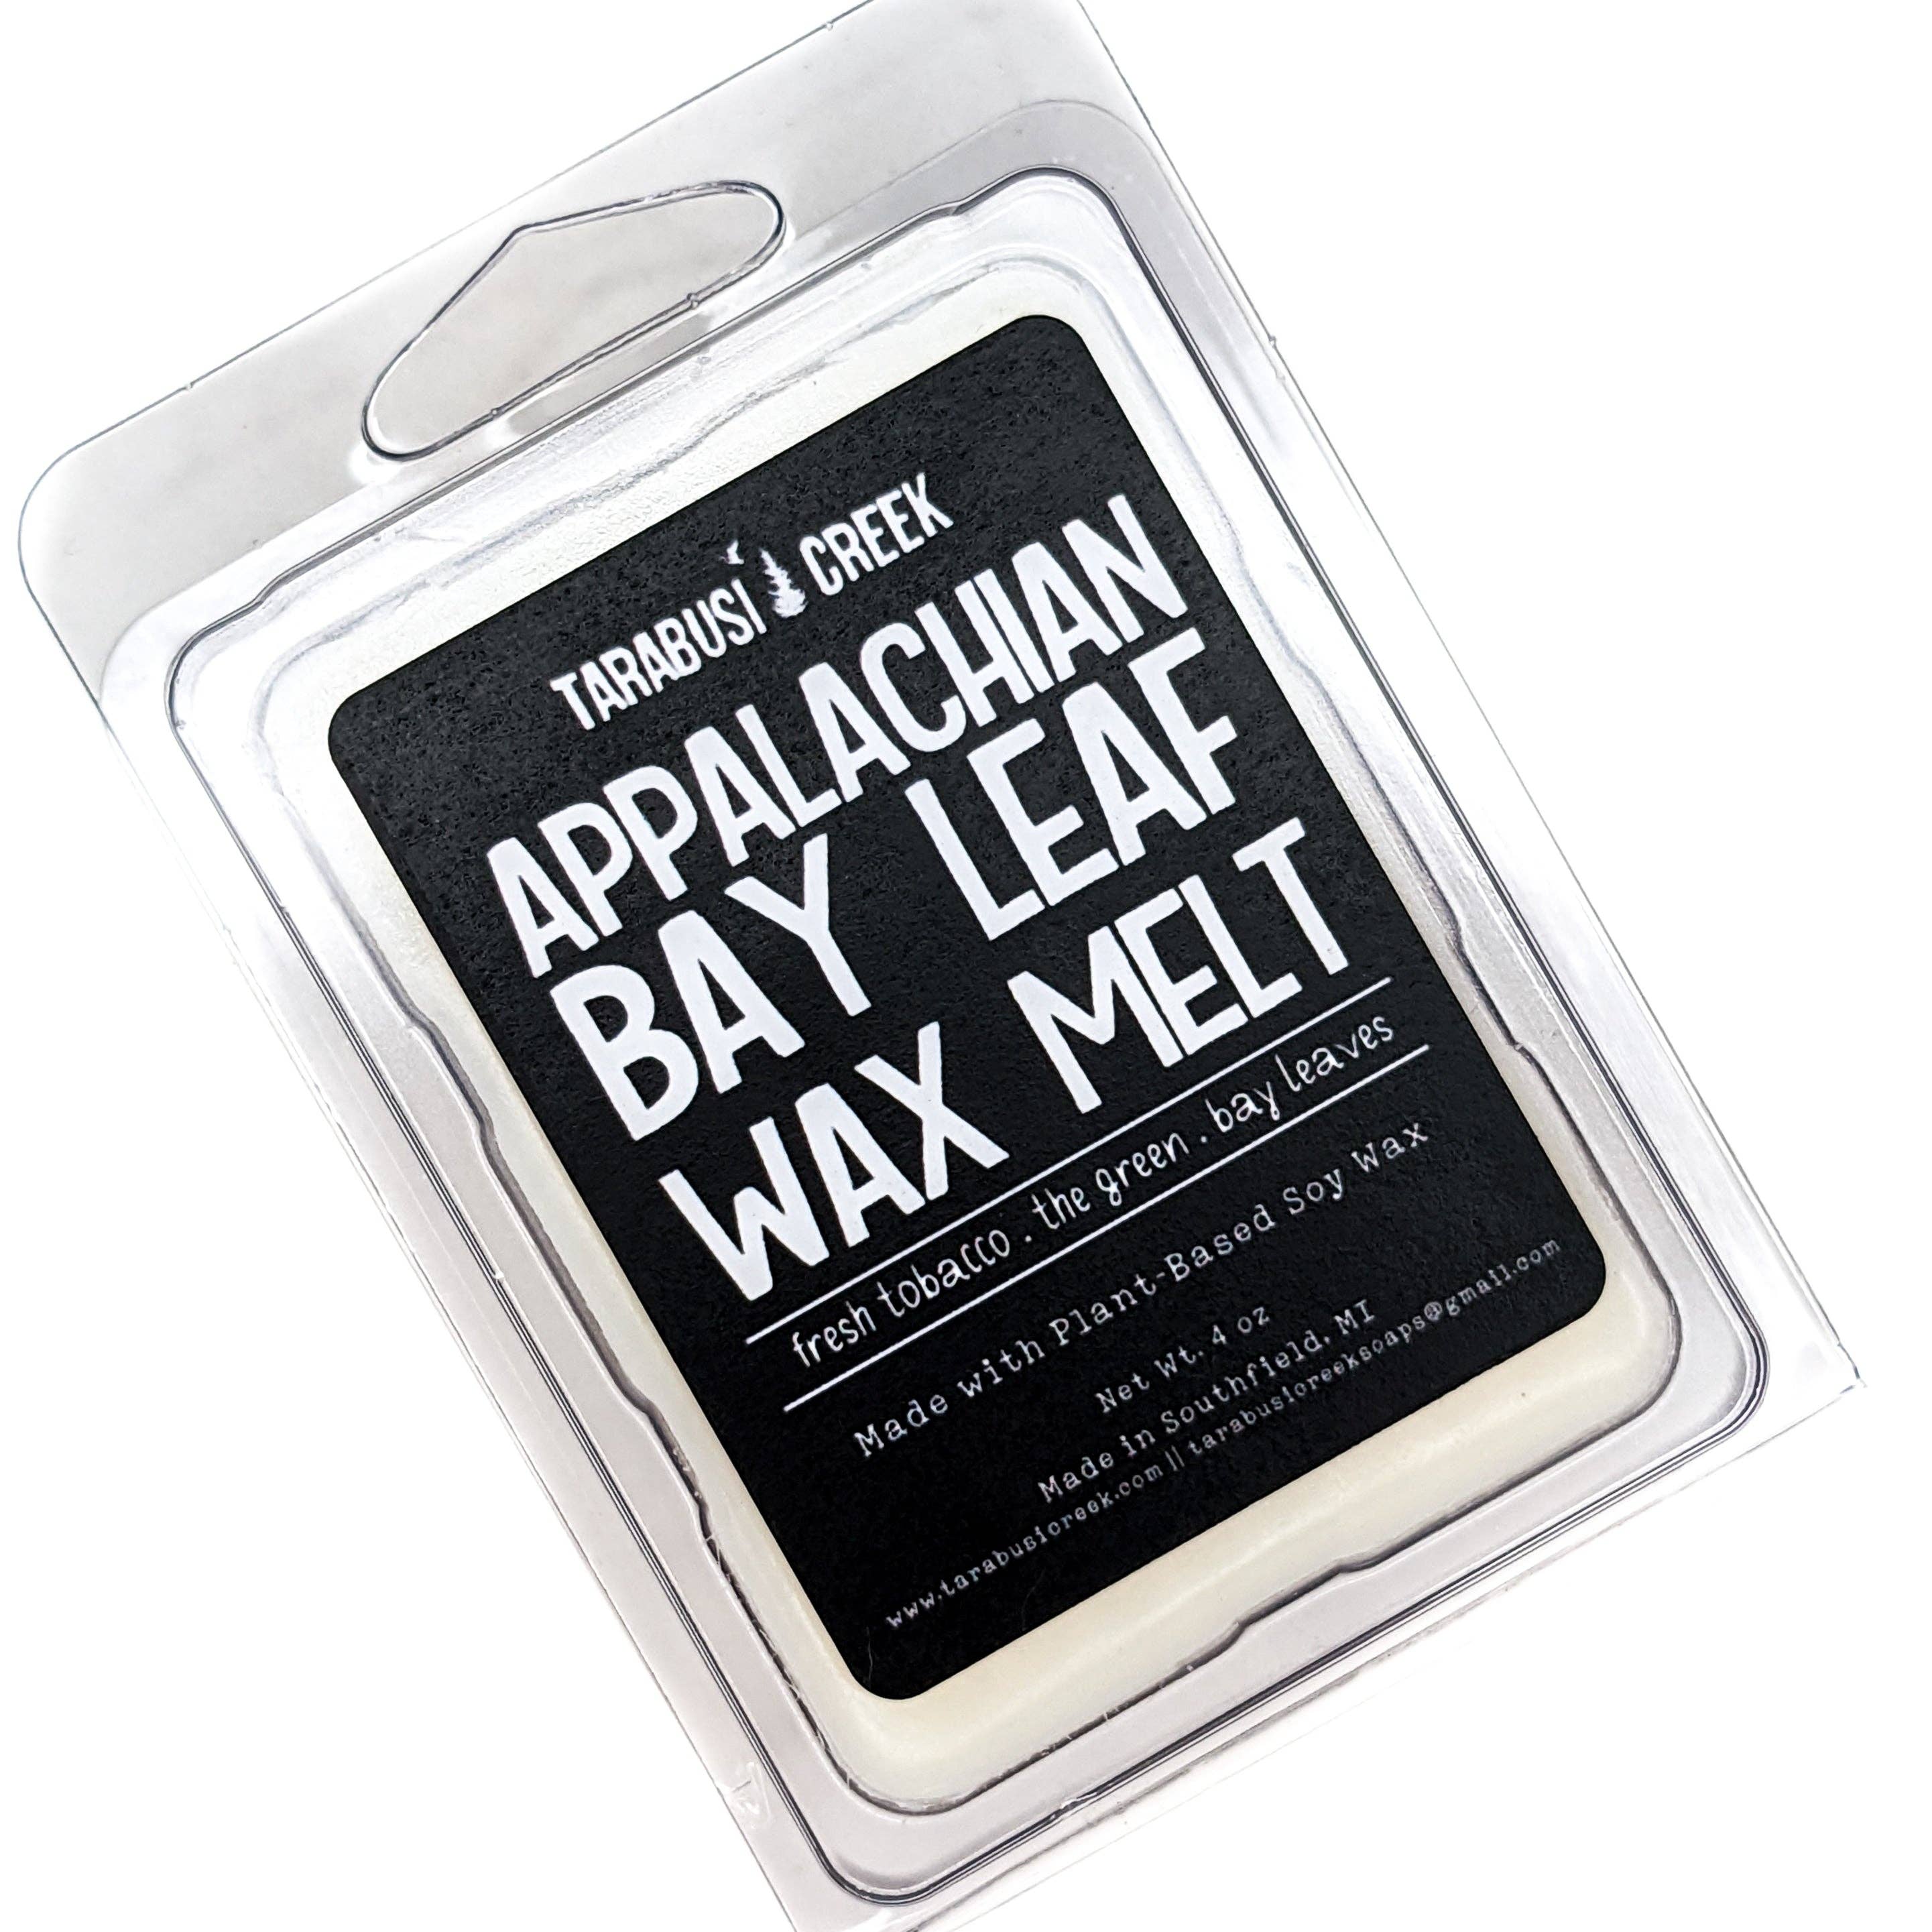 TARABUSI CREEK
APPALACHIAN
BAY LEAF
WAX MELT
fresh tobacco . the green . bay leaves
Made with Plant-Based Soy Wax
Net Wt. 4 oz
Made in Southfield, MI
www.tarabusicreek.com || tarabusicreeksoaps@gmail.com